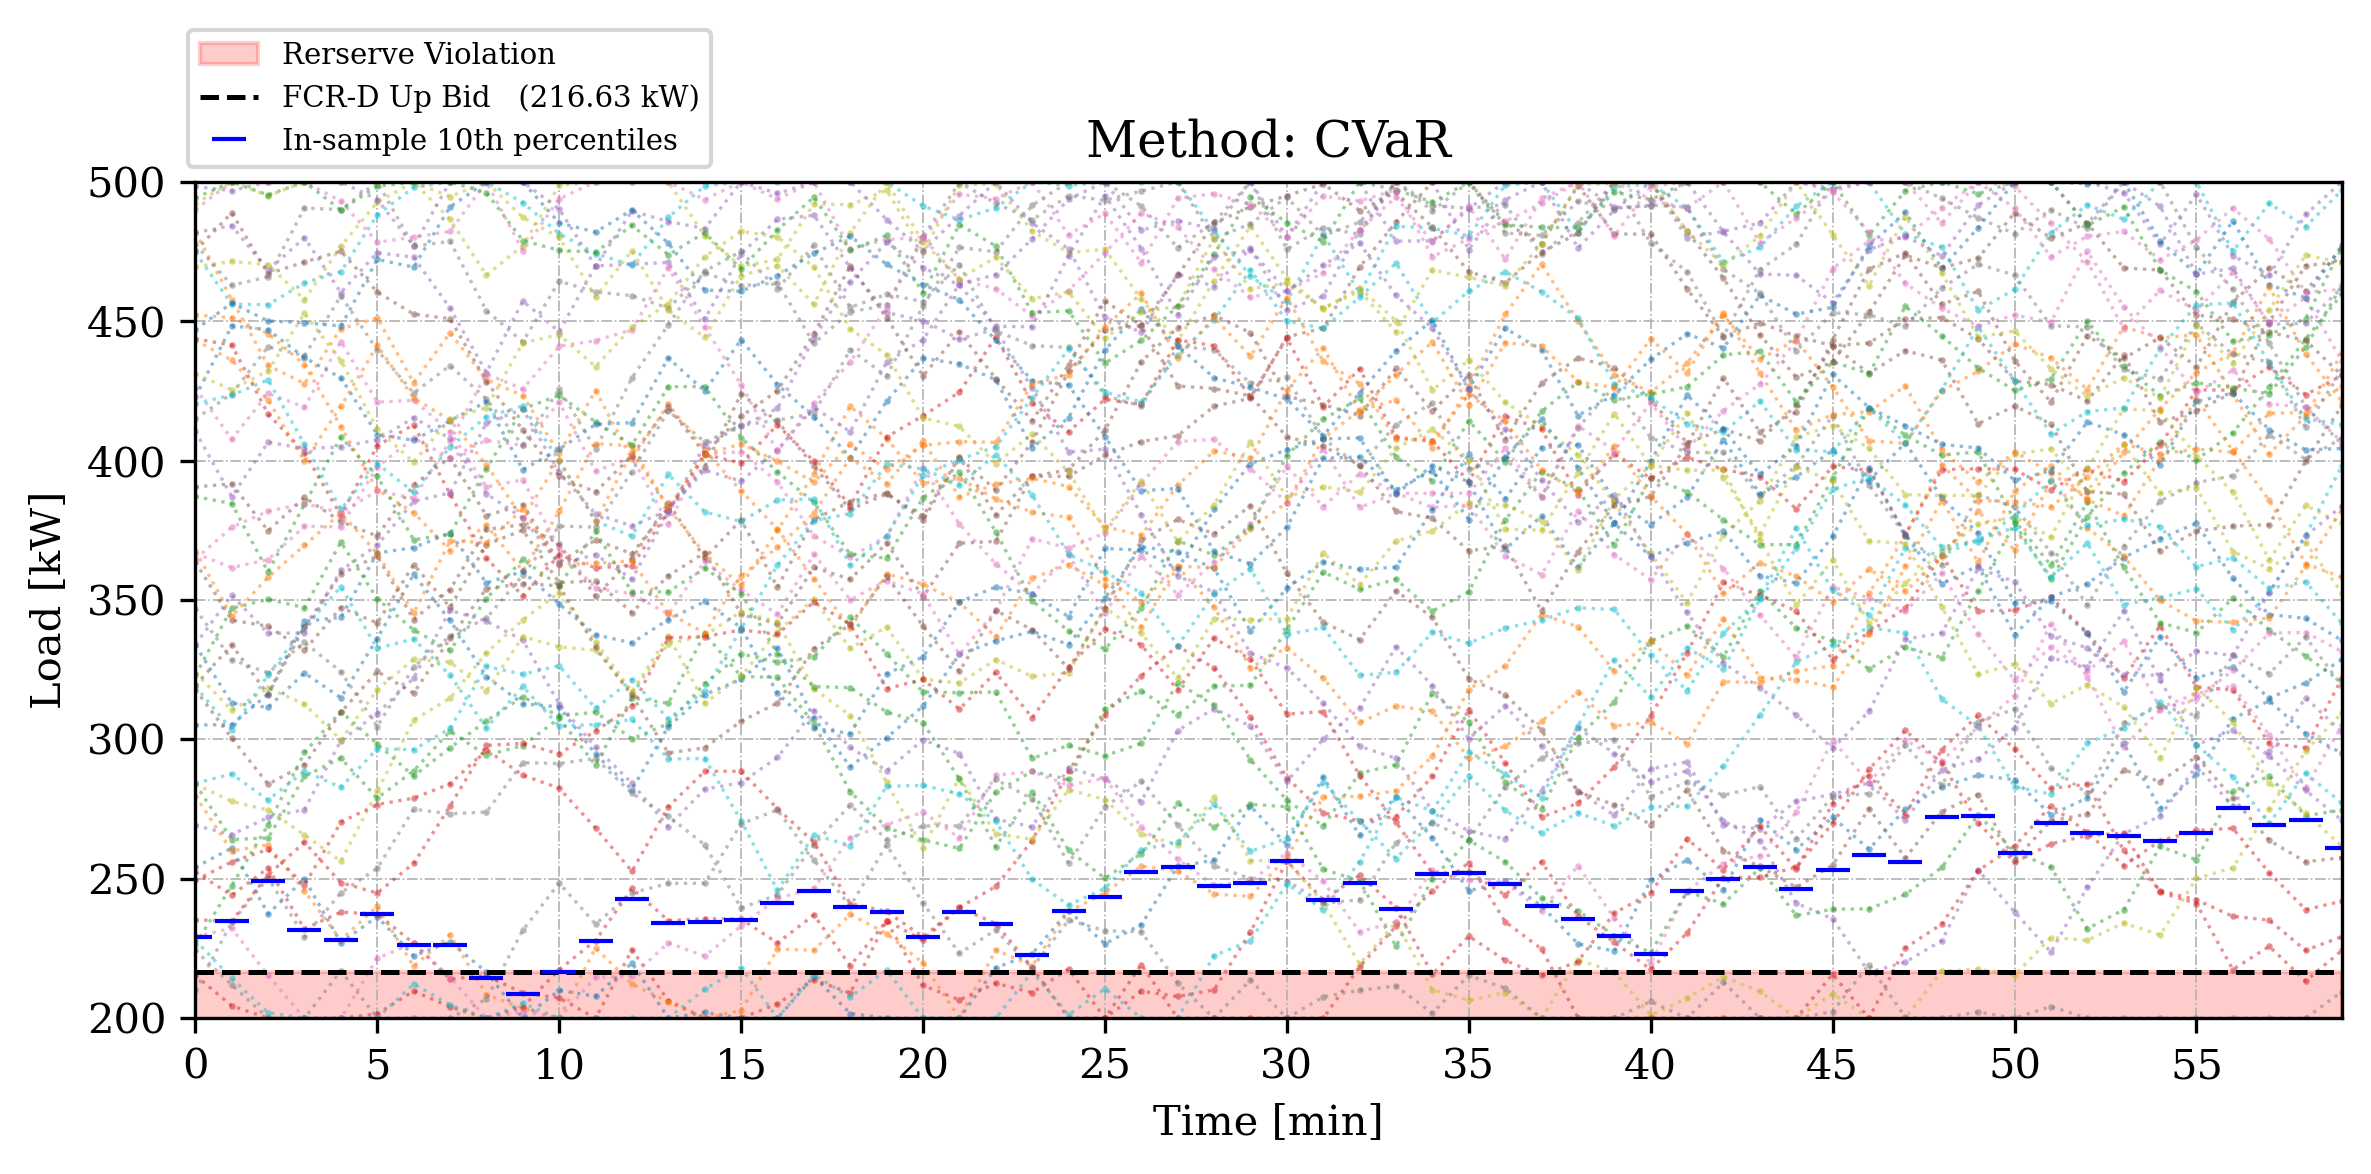 Rerserve Violation
FCR-D Up Bid (216.63 kW)
In-sample 10th percentiles
Method: CVaR
500
450
400
350
300
250
200
Load [kW]
0 5 10 15 20 25 30 35 40 45 50 55
Time [min]